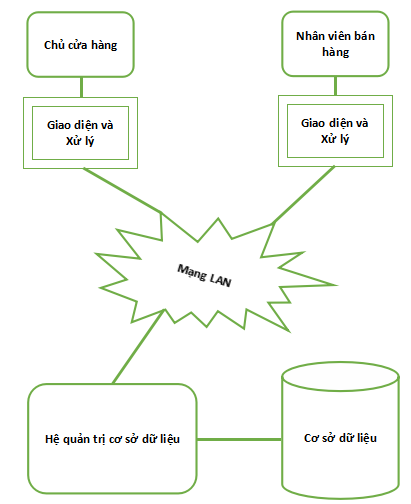 Chủ cửa hàng
Nhân viên bán
hàng
Giao diện và
Xử lý
Giao diện và
Xử lý
Mạng LAN
Hệ quản trị cơ sở dữ liệu
Cơ sở dữ liệu